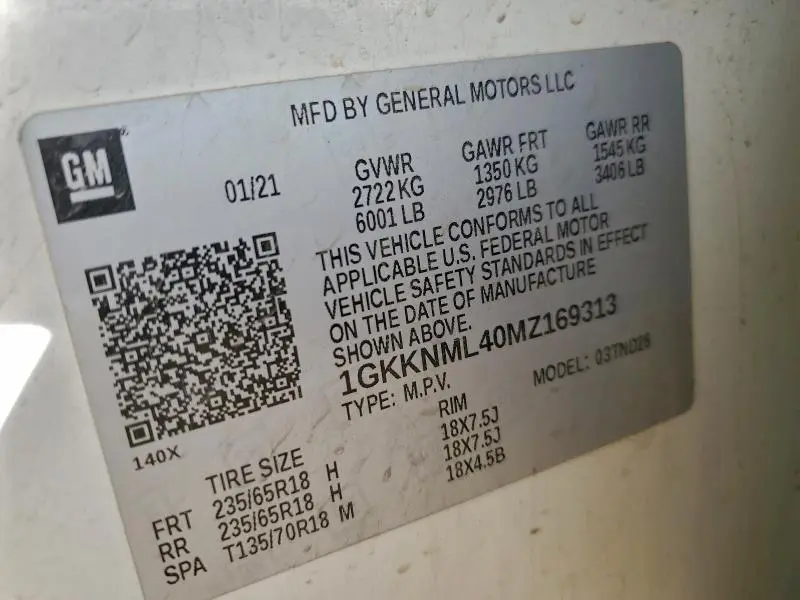 MFD BY GENERAL MOTORS LLC
GM
01/21
GVWR
2722 KG
6001 LB
GAWR FRT
1350 KG
2976 LB
GAWR RR
1545 KG
3406 LB
THIS VEHICLE CONFORMS TO ALL
APPLICABLE U.S. FEDERAL MOTOR
VEHICLE SAFETY STANDARDS IN EFFECT
ON THE DATE OF MANUFACTURE
SHOWN ABOVE.
1GKKNML40MZ169313
TYPE: M.P.V. MODEL: 03TND26
140X
TIRE SIZE RIM
FRT 235/65R18 H 18X7.5J
RR 235/65R18 H 18X7.5J
SPA T135/70R18 M 18X4.5B